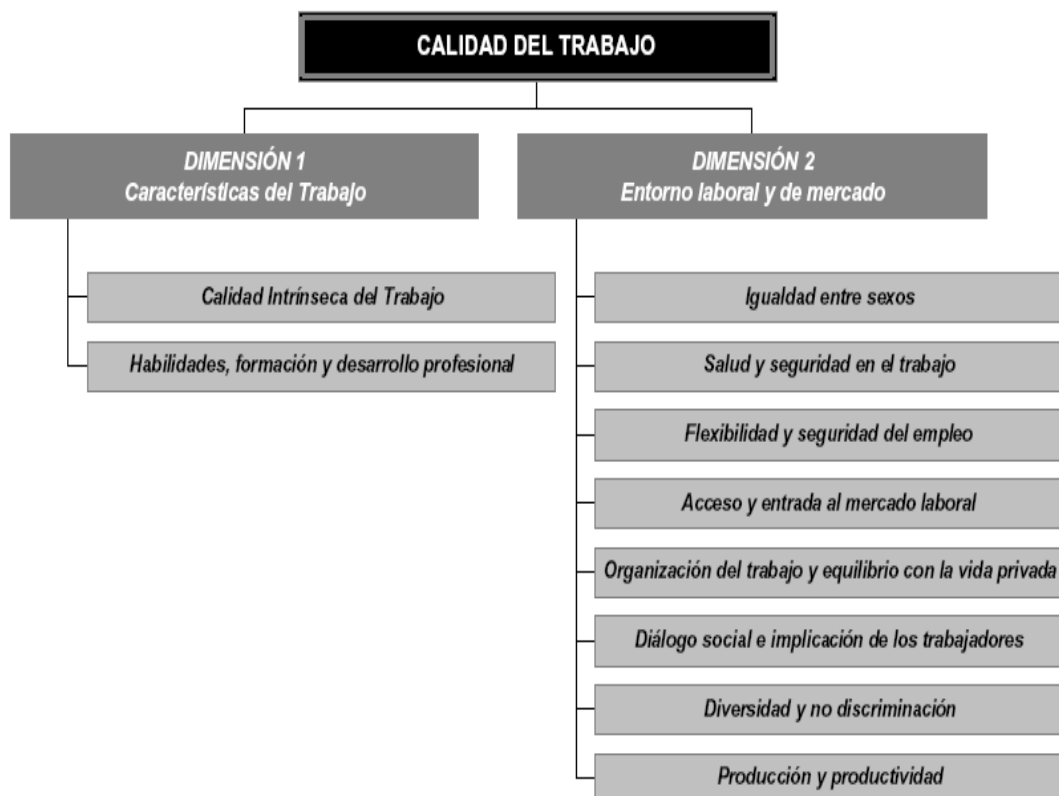 CALIDAD DEL TRABAJO
DIMENSIÓN 1
Características del Trabajo
Calidad Intrínseca del Trabajo
Habilidades, formación y desarrollo profesional
DIMENSIÓN 2
Entorno laboral y de mercado
Igualdad entre sexos
Salud y seguridad en el trabajo
Flexibilidad y seguridad del empleo
Acceso y entrada al mercado laboral
Organización del trabajo y equilibrio con la vida privada
Diálogo social e implicación de los trabajadores
Diversidad y no discriminación
Producción y productividad